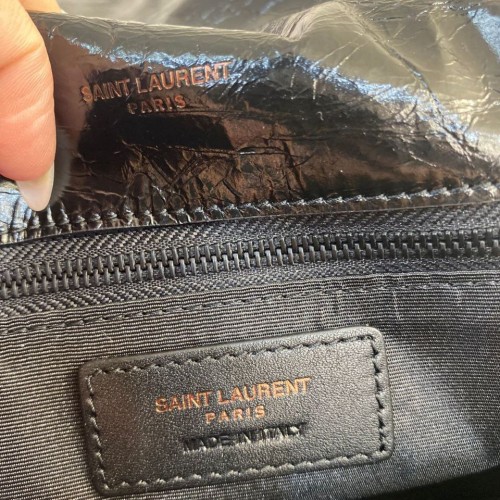 SAINT LAURENT
PARIS
SAINT LAURENT
PARIS
MADE IN ITALY